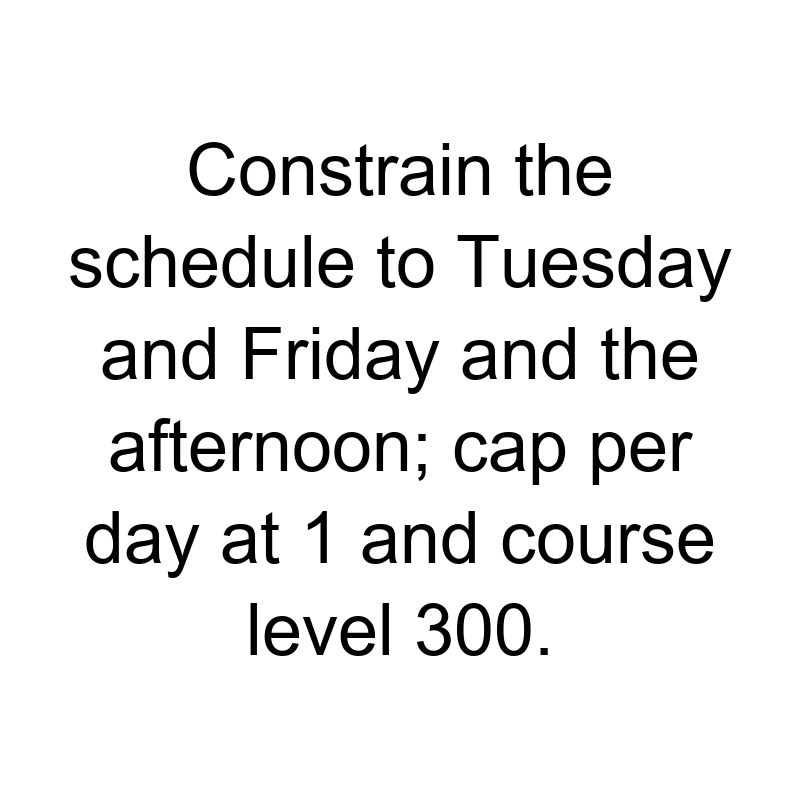 Constrain the
schedule to Tuesday
and Friday and the
afternoon; cap per
day at 1 and course
level 300.